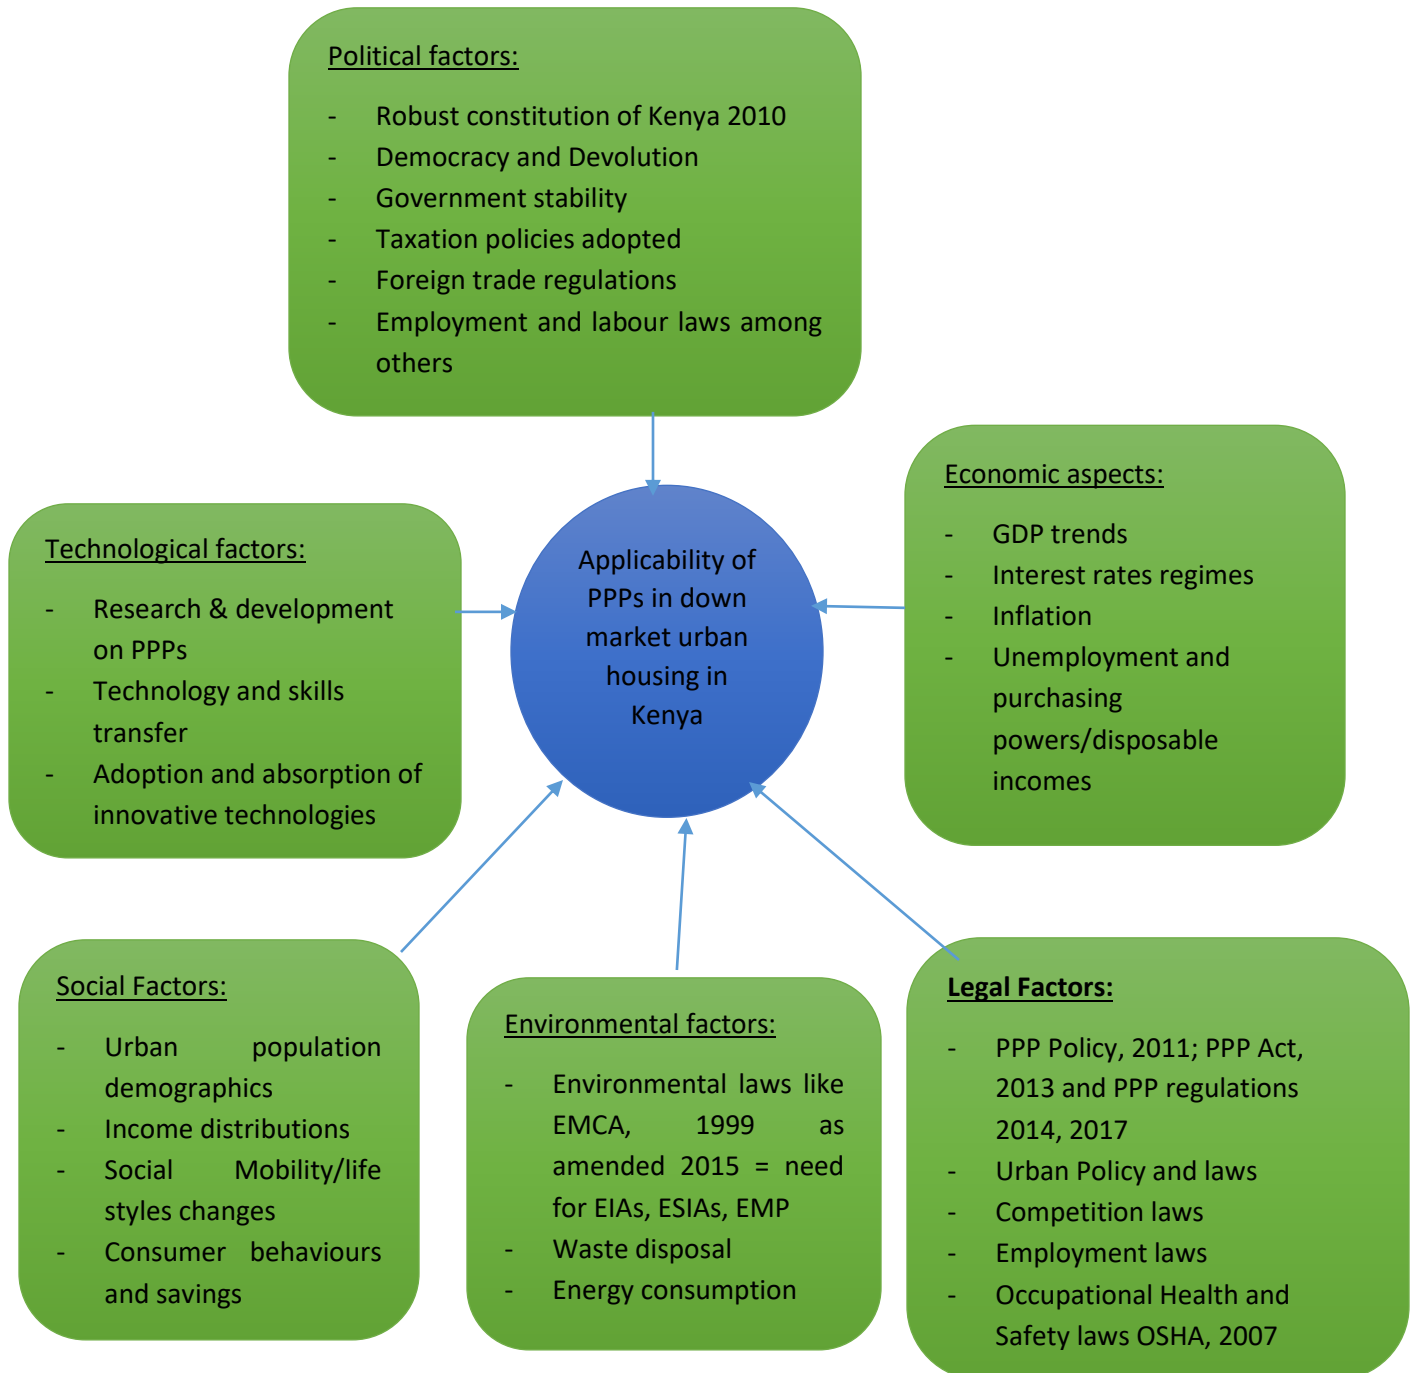 Political factors:
- Robust constitution of Kenya 2010
- Democracy and Devolution
- Government stability
- Taxation policies adopted
- Foreign trade regulations
- Employment and labour laws among
others
Economic aspects:
- GDP trends
- Interest rates regimes
- Inflation
- Unemployment and
purchasing
powers/disposable
incomes
Technological factors:
- Research & development
on PPPs
- Technology and skills
transfer
- Adoption and absorption of
innovative technologies
Applicability of
PPPs in down
market urban
housing in
Kenya
Social Factors:
- Urban population
demographics
- Income distributions
- Social Mobility/life
styles changes
- Consumer behaviours
and savings
Environmental factors:
- Environmental laws like
EMCA, 1999 as
amended 2015 = need
for EIAs, ESIAs, EMP
- Waste disposal
- Energy consumption
Legal Factors:
- PPP Policy, 2011; PPP Act,
2013 and PPP regulations
2014, 2017
- Urban Policy and laws
- Competition laws
- Employment laws
- Occupational Health and
Safety laws OSHA, 2007